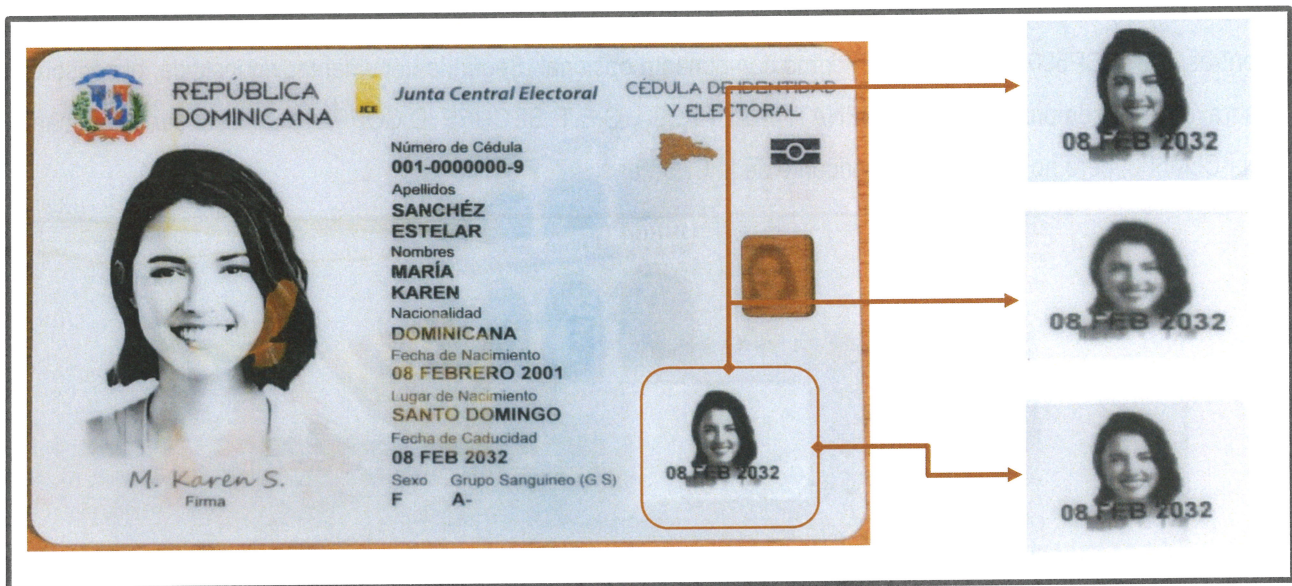 REPÚBLICA
DOMINICANA
JCE
Junta Central Electoral
CÉDULA DE IDENTIDAD
Y ELECTORAL
Número de Cédula
001-0000000-9
Apellidos
SANCHÉZ
ESTELAR
Nombres
MARÍA
KAREN
Nacionalidad
DOMINICANA
Fecha de Nacimiento
08 FEBRERO 2001
Lugar de Nacimiento
SANTO DOMINGO
Fecha de Caducidad
08 FEB 2032
Sexo Grupo Sanguineo (G S)
F A-
M. Karen S.
Firma
08 FEB 2032
08 FEB 2032
08 FEB 2032
08 FEB 2032